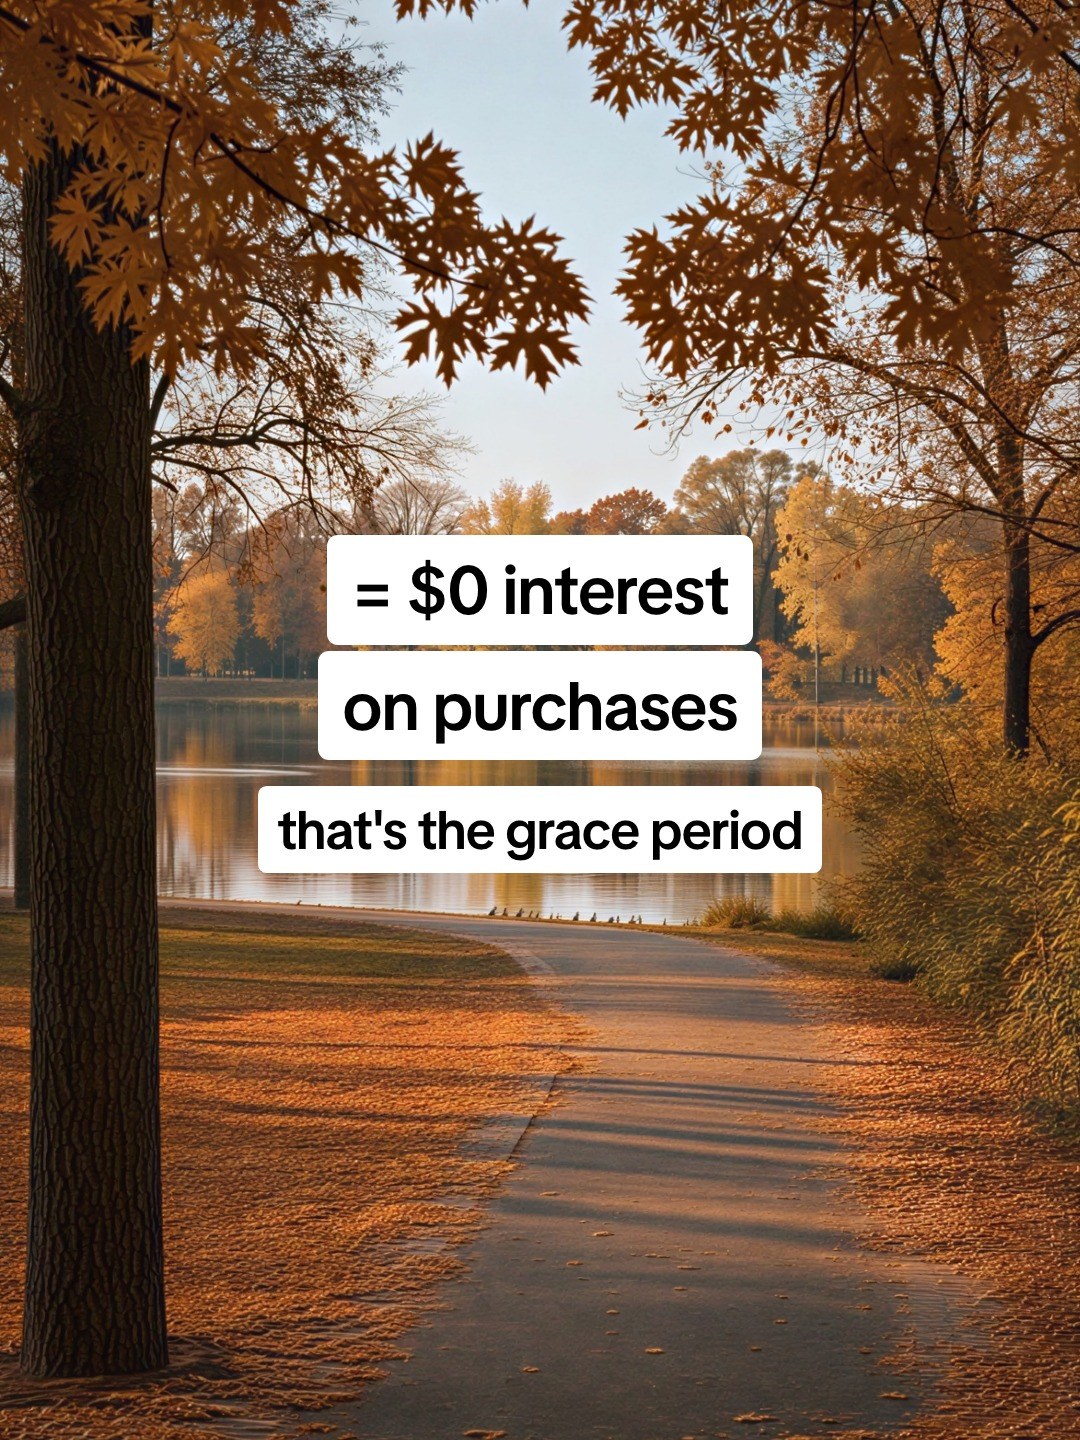 = $0 interest
on purchases
that's the grace period